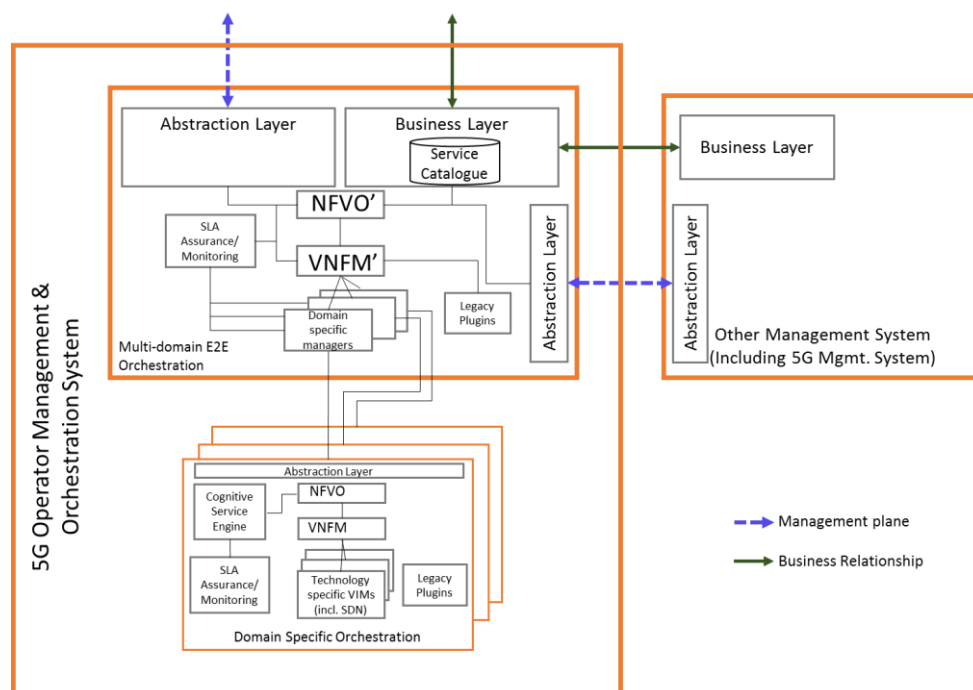 Abstraction Layer
Business Layer
Service
Catalogue
Business Layer
NFVO’
SLA
Assurance/
Monitoring
VNFM’
Abstraction Layer
Abstraction Layer
Legacy
Plugins
Domain
specific
managers
Multi-domain E2E
Orchestration
Other Management System
(Including 5G Mgmt. System)
5G Operator Management &
Orchestration System
Abstraction Layer
Cognitive
Service
Engine
NFVO
VNFM
SLA
Assurance/
Monitoring
Technology
specific VIMs
(incl. SDN)
Legacy
Plugins
Domain Specific Orchestration
Management plane
Business Relationship